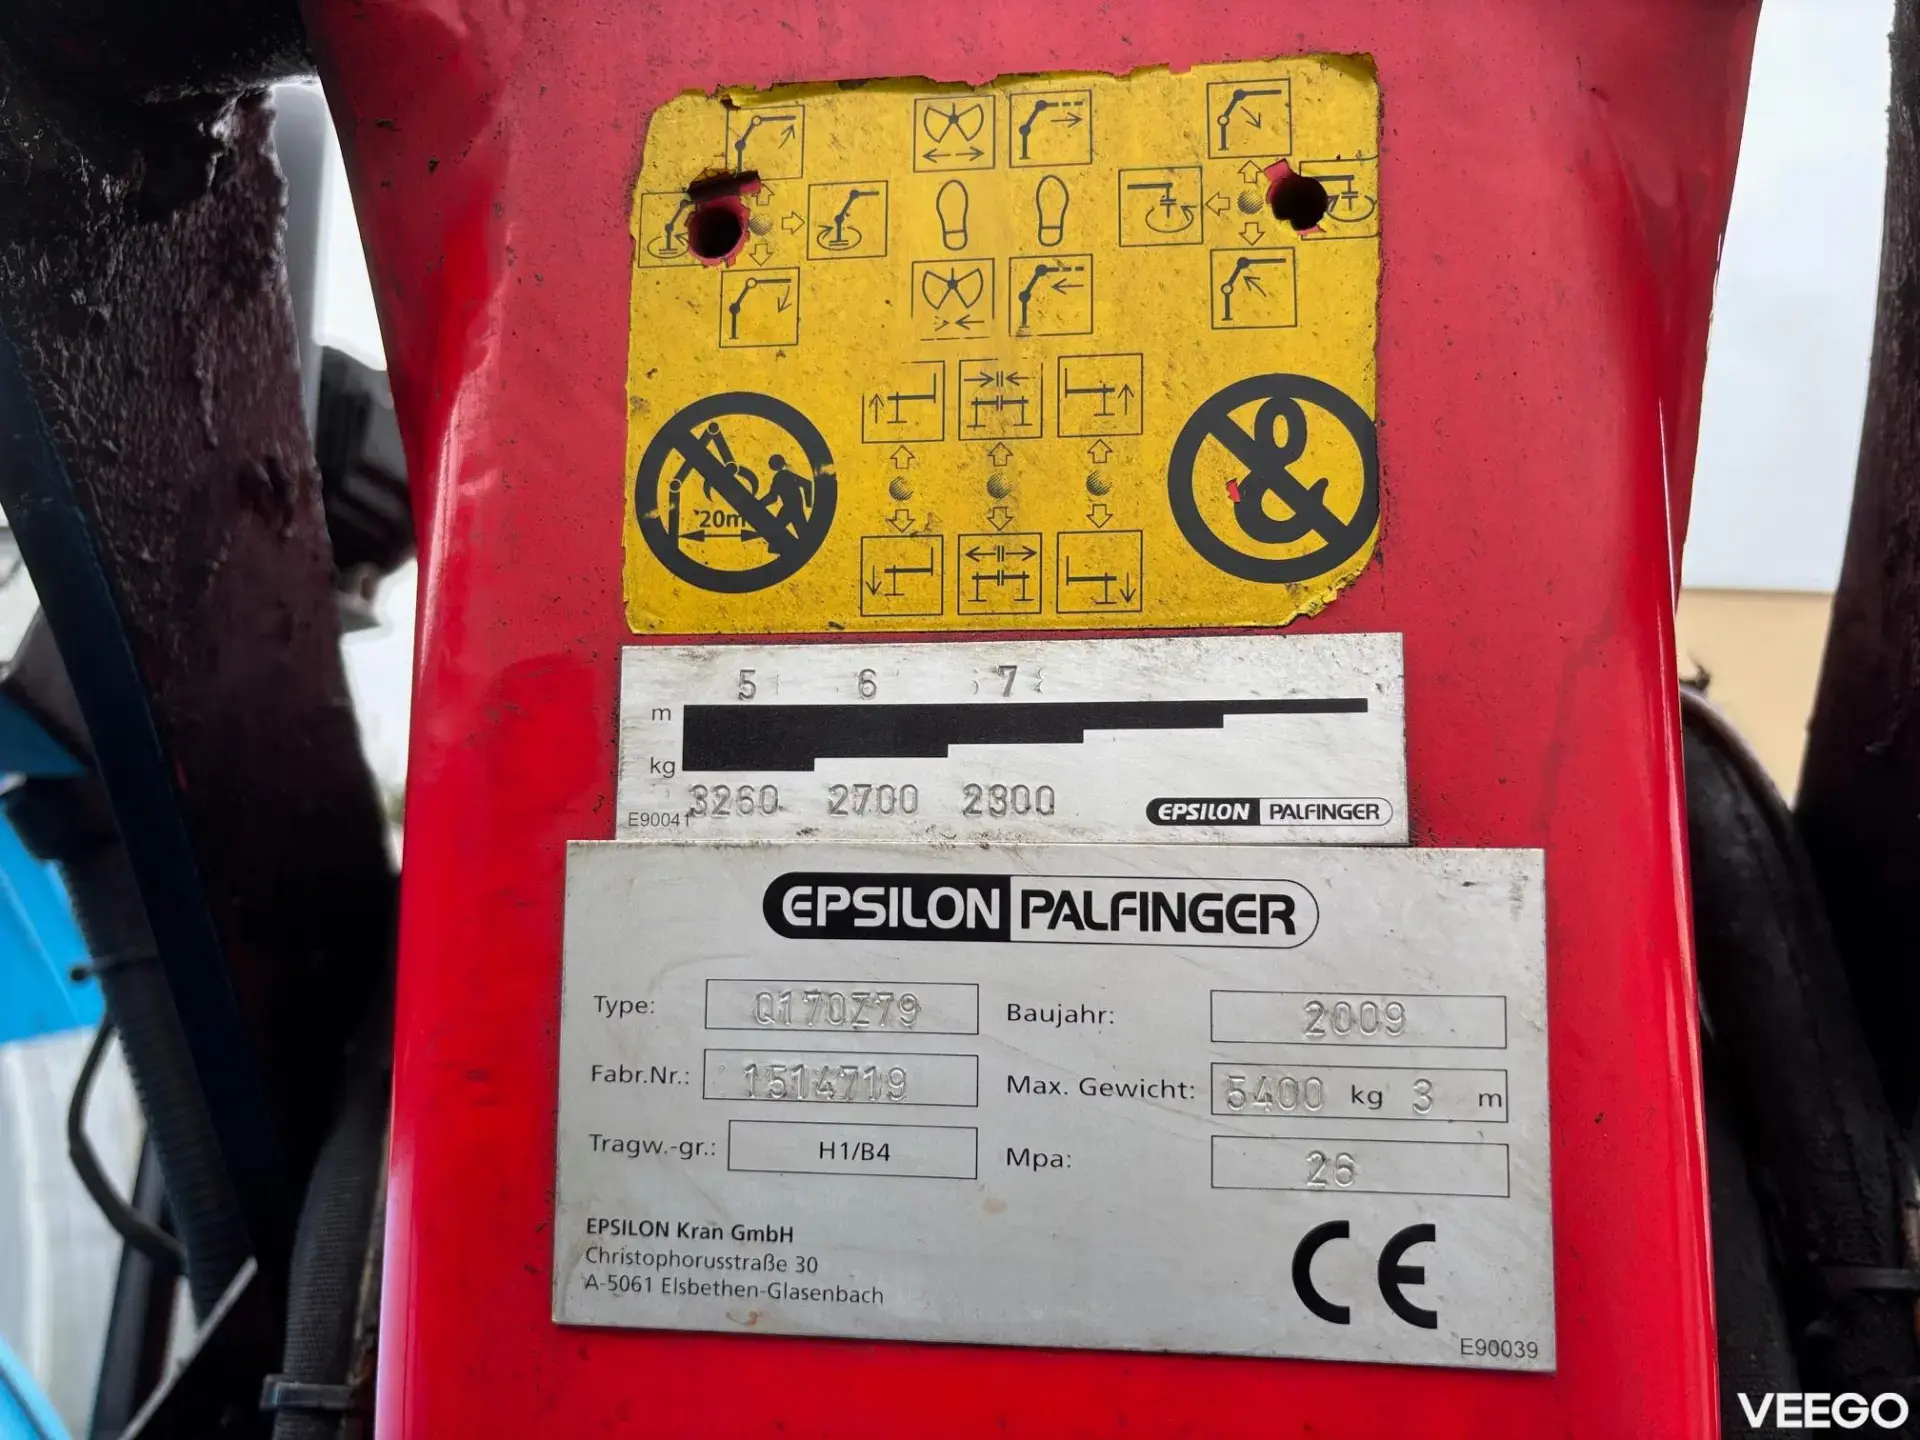 20m
5 6 7
m
kg
3260 2700 2300
E90041
EPSILON PALFINGER
EPSILON PALFINGER
Type: Q170Z79 Baujahr: 2009
Fabr.Nr.: 1514719 Max. Gewicht: 5400 kg 3 m
Tragw.-gr.: H1/B4 Mpa: 26
EPSILON Kran GmbH
Christophorusstraße 30
A-5061 Elsbethen-Glasenbach
CE
E90039
VEEGO